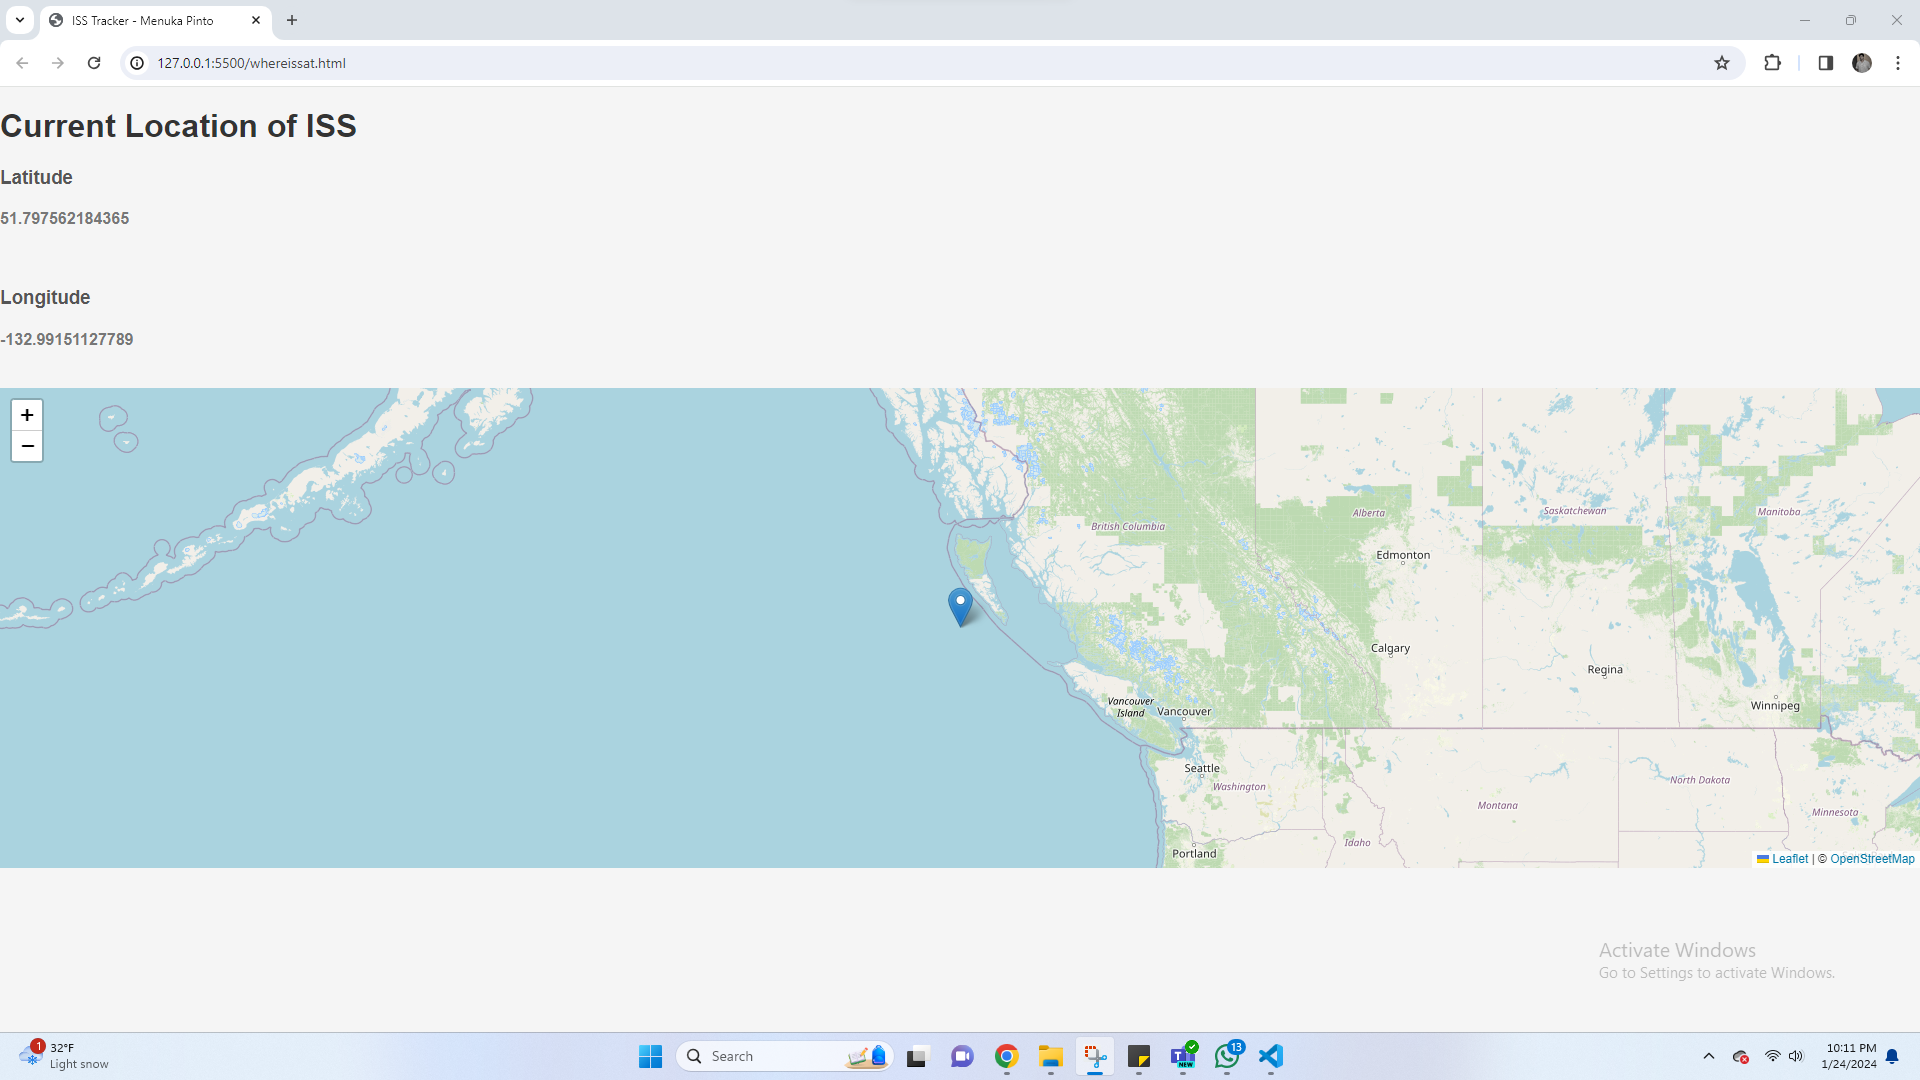 ISS Tracker - Menuka Pinto
127.0.0.1:5500/whereissat.html
Current Location of ISS
Latitude
51.797562184365
Longitude
-132.99151127789
+
−
British Columbia
Alberta
Saskatchewan
Manitoba
Edmonton
Calgary
Regina
Vancouver
Island
Vancouver
Winnipeg
Seattle
Washington
North Dakota
Montana
Minnesota
Idaho
Portland
Leaflet | © OpenStreetMap
Activate Windows
Go to Settings to activate Windows.
1
32°F
Light snow
Search
NEW
13
10:11 PM
1/24/2024